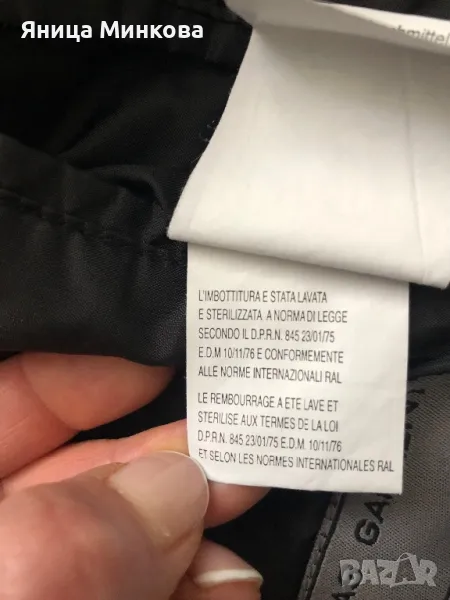 Яница Минкова
L'IMBOTTITURA E STATA LAVATA
E STERILIZZATA A NORMA DI LEGGE
SECONDO IL D.P.R.N. 845 23/01/75
E.D.M 10/11/76 E CONFORMEMENTE
ALLE NORME INTERNAZIONALI RAL
LE REMBOURRAGE A ETE LAVE ET
STERILISE AUX TERMES DE LA LOI
D.P.R.N. 845 23/01/75 E.D.M. 10/11/76
ET SELON LES NORMES INTERNATIONALES RAL
BAZAR